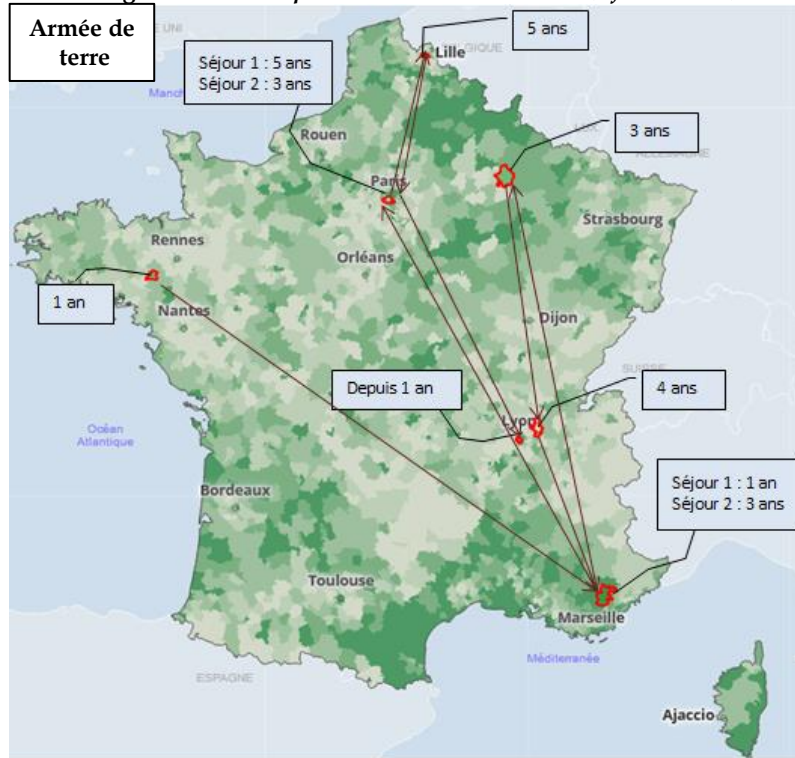 Armée de
terre
Séjour 1 : 5 ans
Séjour 2 : 3 ans
5 ans
Lille
BELGIQUE
3 ans
Rouen
Paris
Strasbourg
Rennes
Orléans
1 an
Nantes
Dijon
SUISSE
Depuis 1 an
4 ans
Lyon
Océan
Atlantique
Séjour 1 : 1 an
Séjour 2 : 3 ans
Bordeaux
Toulouse
Marseille
Méditerranée
ESPAGNE
Ajaccio